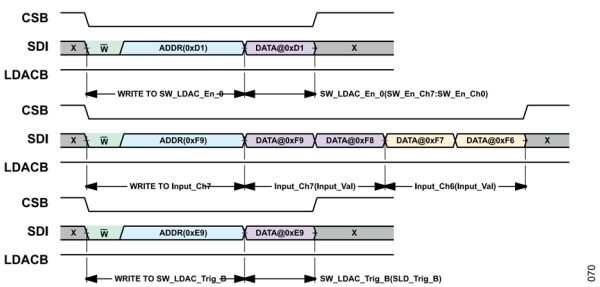 CSB
SDI X W ADDR(0xD1) DATA@0xD1 X
LDACB
WRITE TO SW_LDAC_En_0 SW_LDAC_En_0(SW_En_Ch7:SW_En_Ch0)
CSB
SDI X W ADDR(0xF9) DATA@0xF9 DATA@0xF8 DATA@0xF7 DATA@0xF6 X
LDACB
WRITE TO Input_Ch7 Input_Ch7(Input_Val) Input_Ch6(Input_Val)
CSB
SDI X W ADDR(0xE9) DATA@0xE9 X
LDACB
WRITE TO SW_LDAC_Trig_B SW_LDAC_Trig_B(SLD_Trig_B)
070